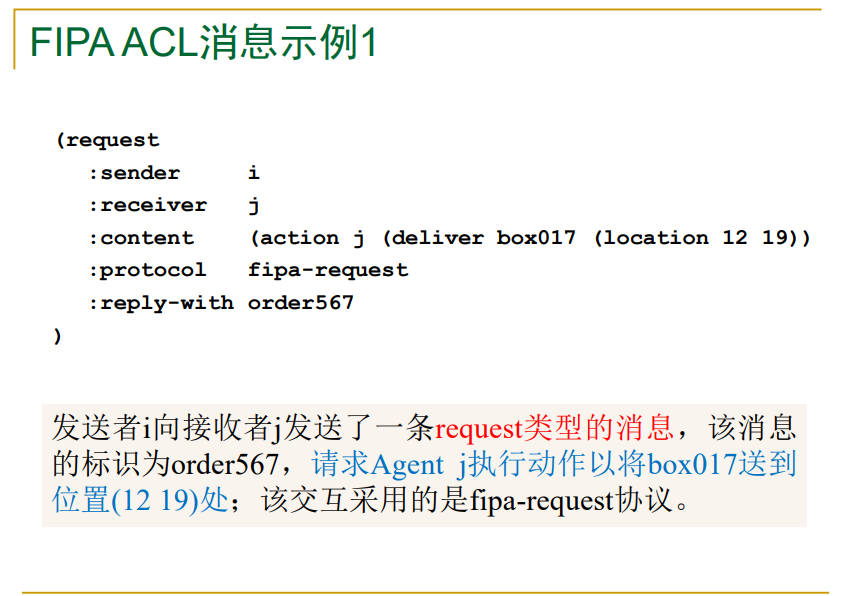 FIPA ACL消息示例1
(request
:sender i
:receiver j
:content (action j (deliver box017 (location 12 19))
:protocol fipa-request
:reply-with order567
)
发送者i向接收者j发送了一条request类型的消息，该消息
的标识为order567，请求Agent j执行动作以将box017送到
位置(12 19)处；该交互采用的是fipa-request协议。